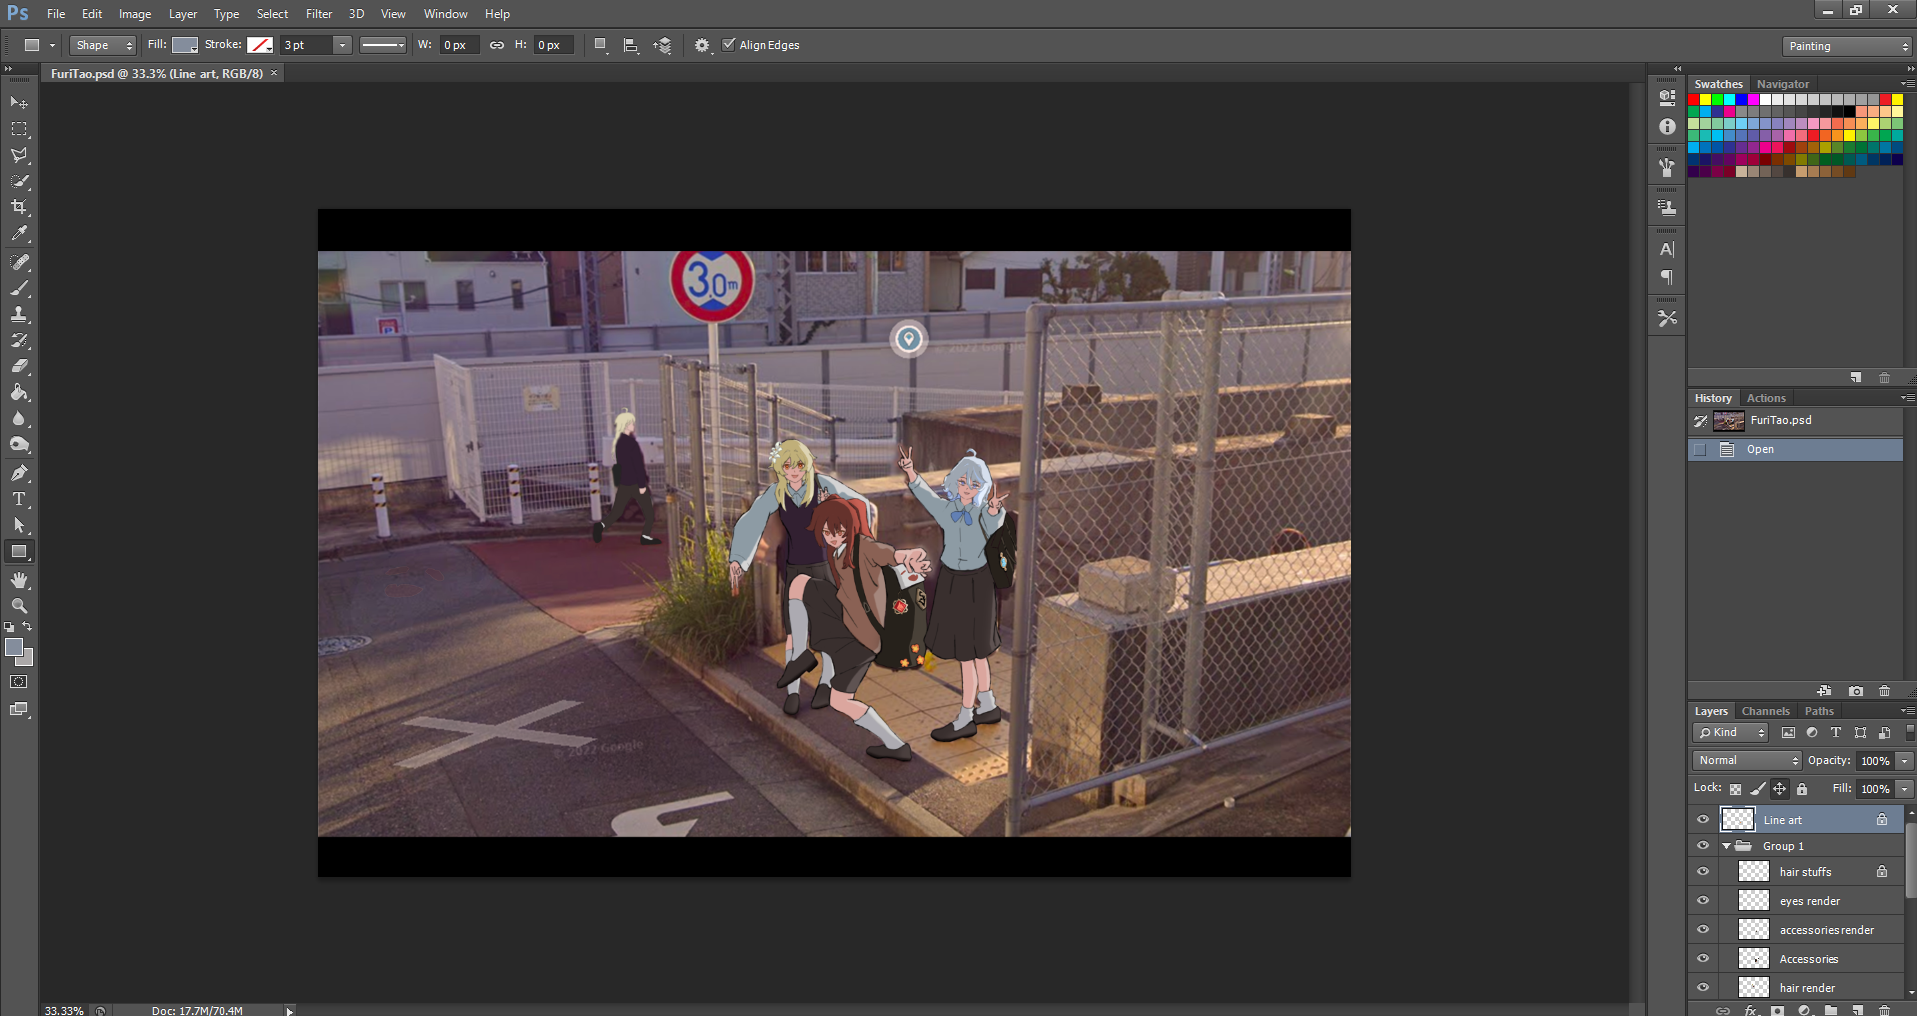 Ps File Edit Image Layer Type Select Filter 3D View Window Help
Shape Fill: Stroke: 3 pt W: 0 px H: 0 px Align Edges Painting
FuriTao.psd @ 33.3% (Line art, RGB/8) ×
Swatches Navigator
3.0m
P
© 2022 Google
© 2022 Google
History Actions
FuriTao.psd
Open
Layers Channels Paths
Kind
Normal Opacity: 100%
Lock: Fill: 100%
Line art
Group 1
hair stuffs
eyes render
accessories render
Accessories
hair render
33.33% Doc: 17.7M/70.4M